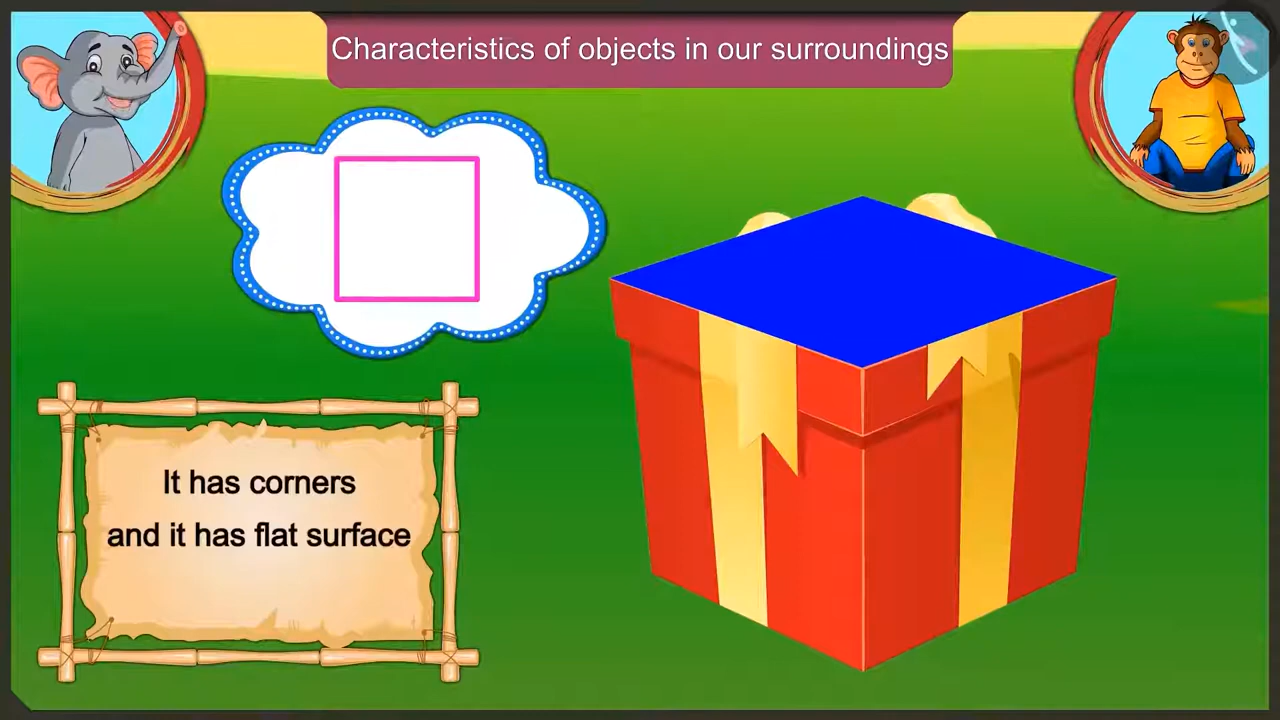 Characteristics of objects in our surroundings
It has corners
and it has flat surface